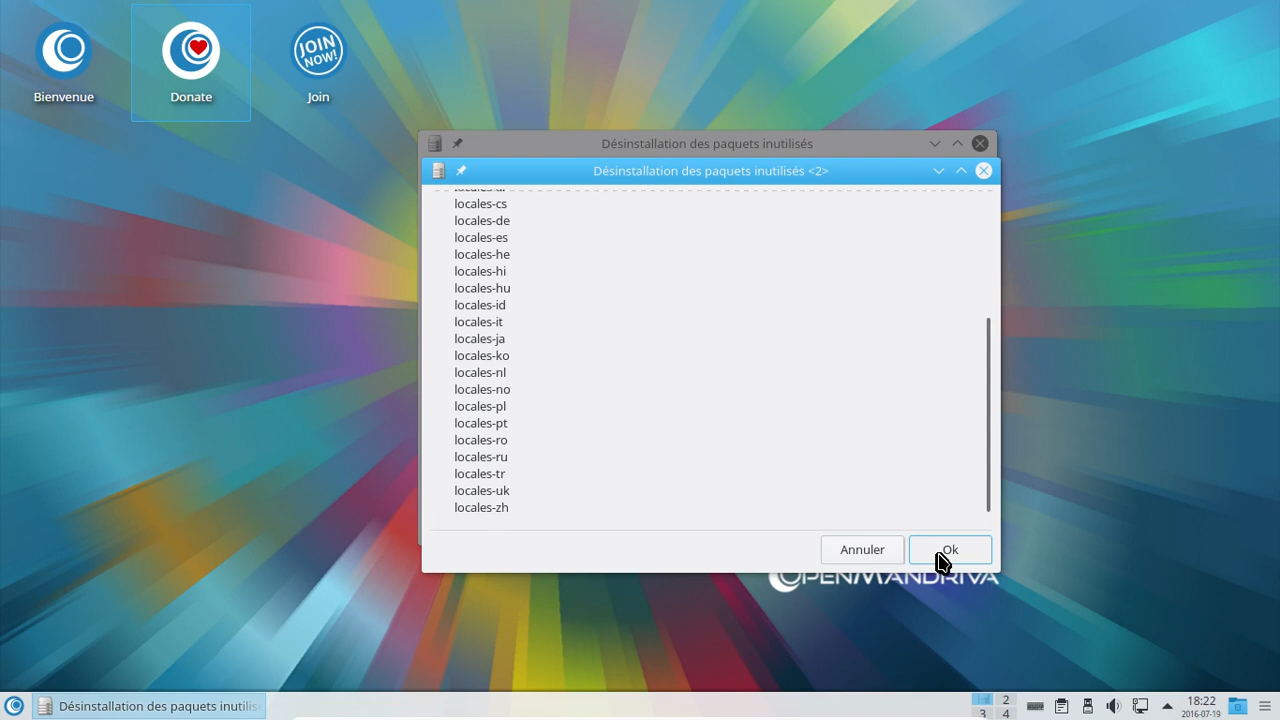 JOIN NOW!
Bienvenue
Donate
Join
Désinstallation des paquets inutilisés
Désinstallation des paquets inutilisés <2>
locales-cs
locales-de
locales-es
locales-he
locales-hi
locales-hu
locales-id
locales-it
locales-ja
locales-ko
locales-nl
locales-no
locales-pl
locales-pt
locales-ro
locales-ru
locales-tr
locales-uk
locales-zh
Annuler
Ok
OPENMANDRIVA
Désinstallation des paquets inutilis
2
3
4
18:22
2016-07-19